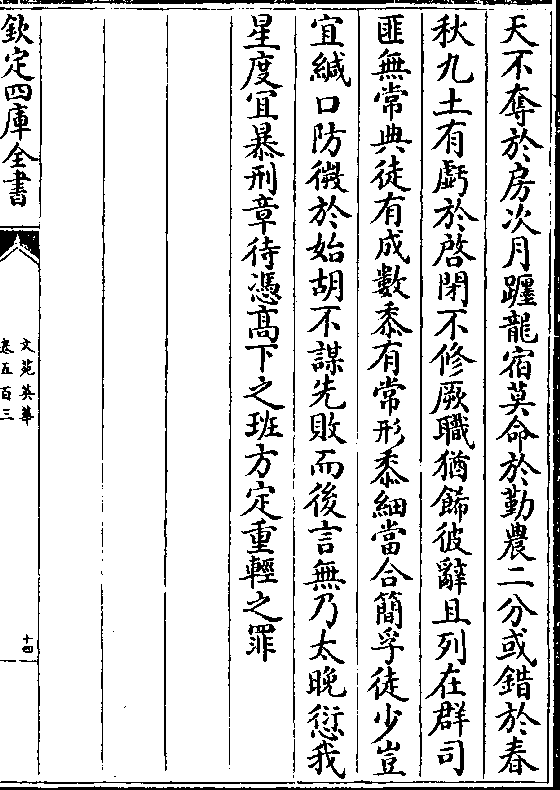 天不奪於房次月躔龍宿莫命於勤農二分或錯於春
秋九土有虧於啓閉不修厥職猶餙彼辭且列在群司
匪無常典徒有成數黍有常形黍細當合簡孚徒少豈
宜緘口防微於始胡不謀先敗而後言無乃太晚愆我
星度冝暴刑章待憑髙下之班方定重輕之罪
欽定四庫全書
文苑英華
卷五百三
十四